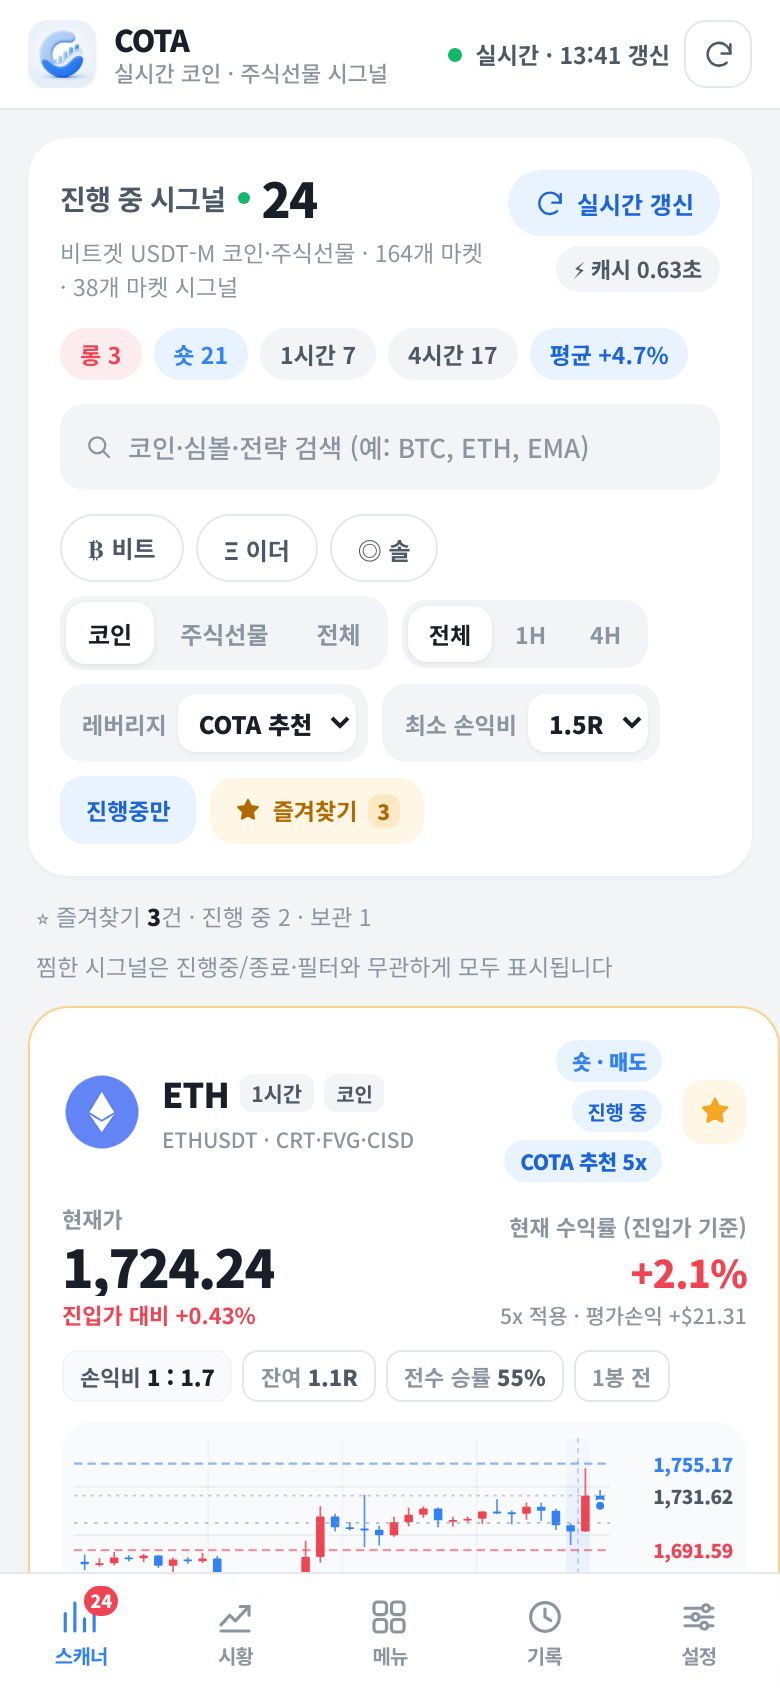 COTA
실시간 코인 · 주식선물 시그널
실시간 · 13:41 갱신
진행 중 시그널 24
실시간 갱신
비트겟 USDT-M 코인·주식선물 · 164개 마켓
· 38개 마켓 시그널
⚡ 캐시 0.63초
롱 3
숏 21
1시간 7
4시간 17
평균 +4.7%
코인·심볼·전략 검색 (예: BTC, ETH, EMA)
₿ 비트
Ξ 이더
◎ 솔
코인
주식선물
전체
전체
1H
4H
레버리지
COTA 추천
최소 손익비
1.5R
진행중만
★ 즐겨찾기 3
☆ 즐겨찾기 3건 · 진행 중 2 · 보관 1
찜한 시그널은 진행중/종료·필터와 무관하게 모두 표시됩니다
숏 · 매도
ETH 1시간 코인
진행 중
ETHUSDT · CRT·FVG·CISD
COTA 추천 5x
현재가
현재 수익률 (진입가 기준)
1,724.24
+2.1%
진입가 대비 +0.43%
5x 적용 · 평가손익 +$21.31
손익비 1 : 1.7
잔여 1.1R
전수 승률 55%
1봉 전
1,755.17
1,731.62
1,691.59
24
스캐너
시황
메뉴
기록
설정